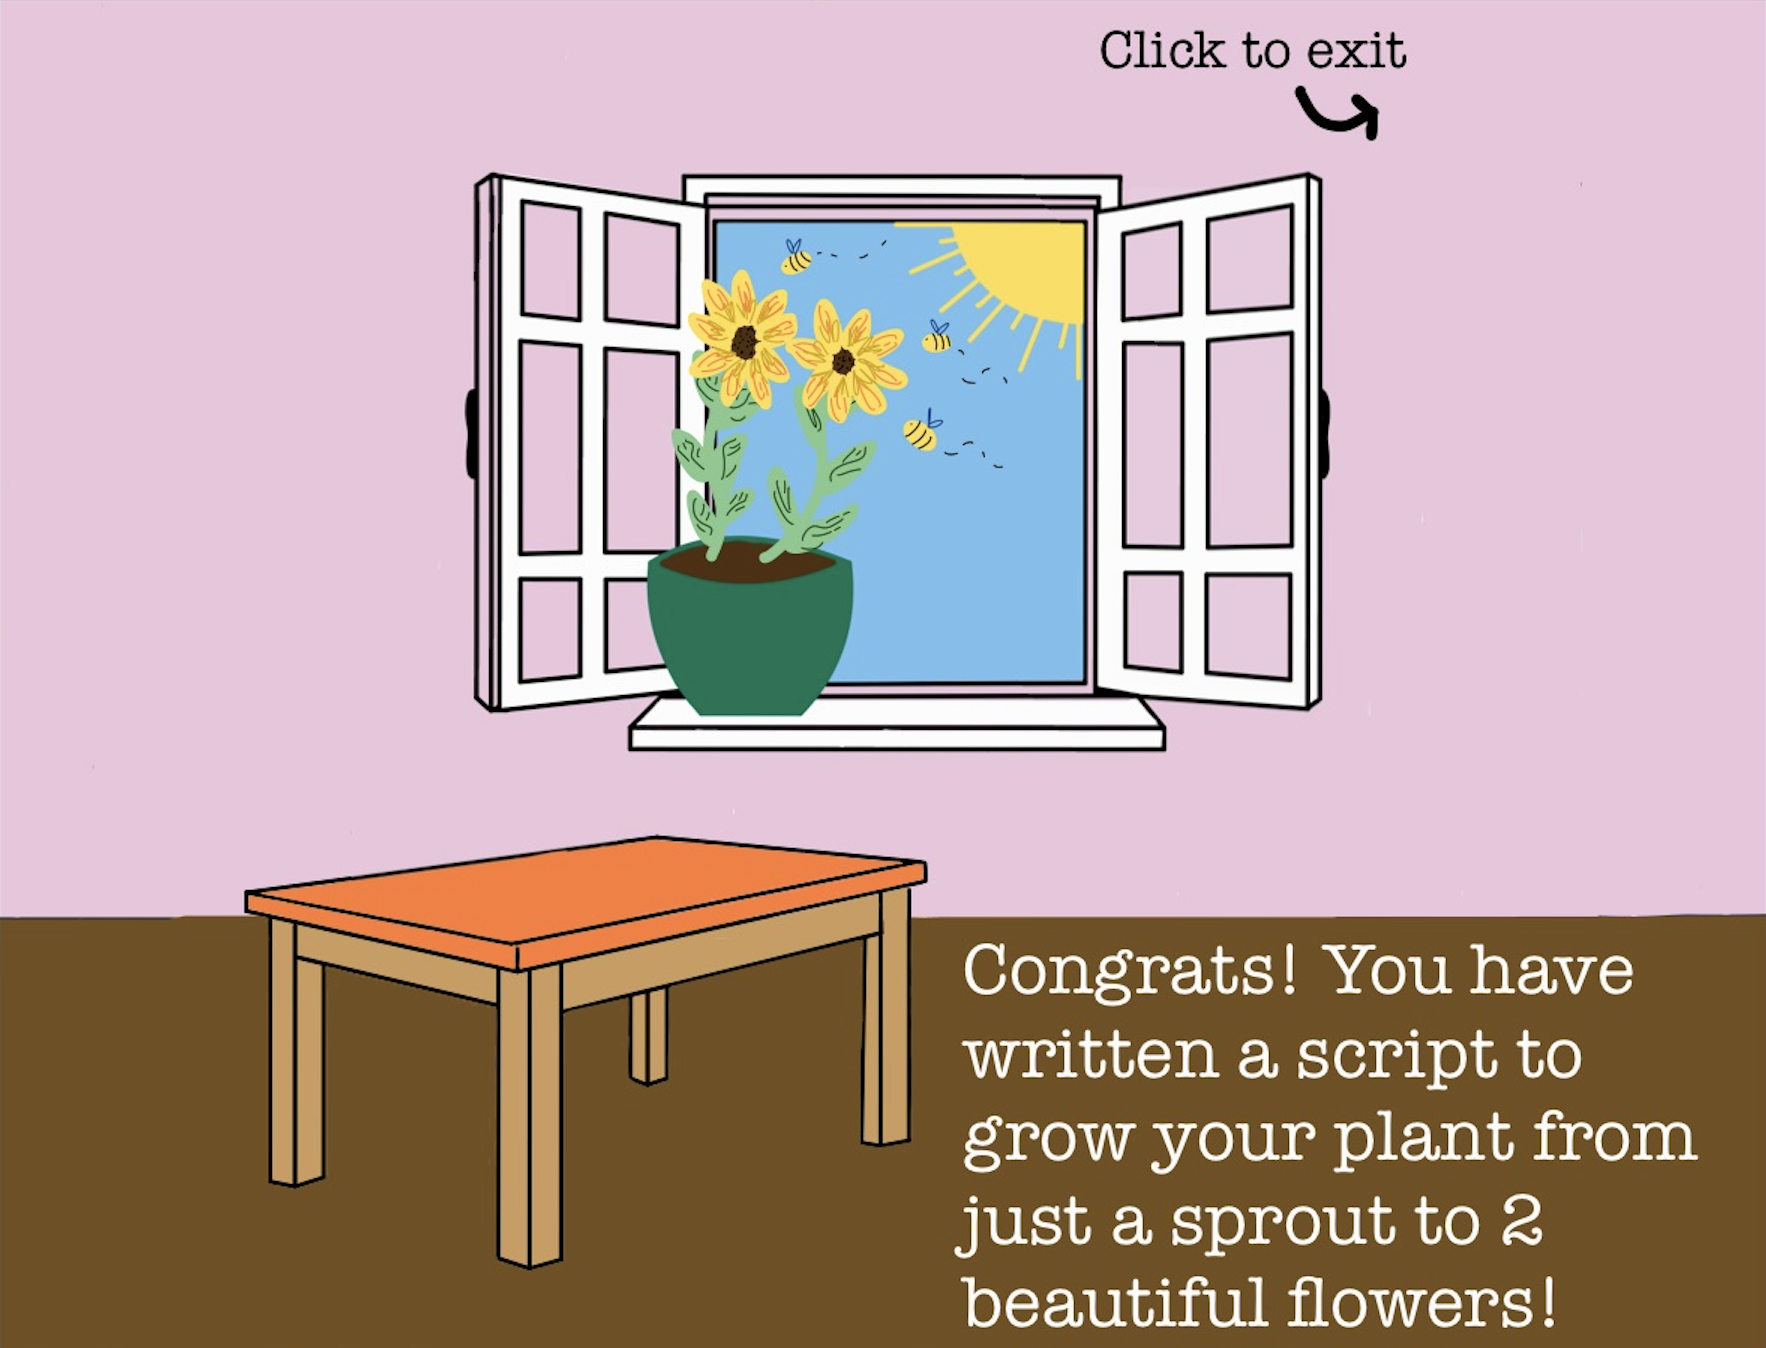 Click to exit
Congrats! You have
written a script to
grow your plant from
just a sprout to 2
beautiful flowers!